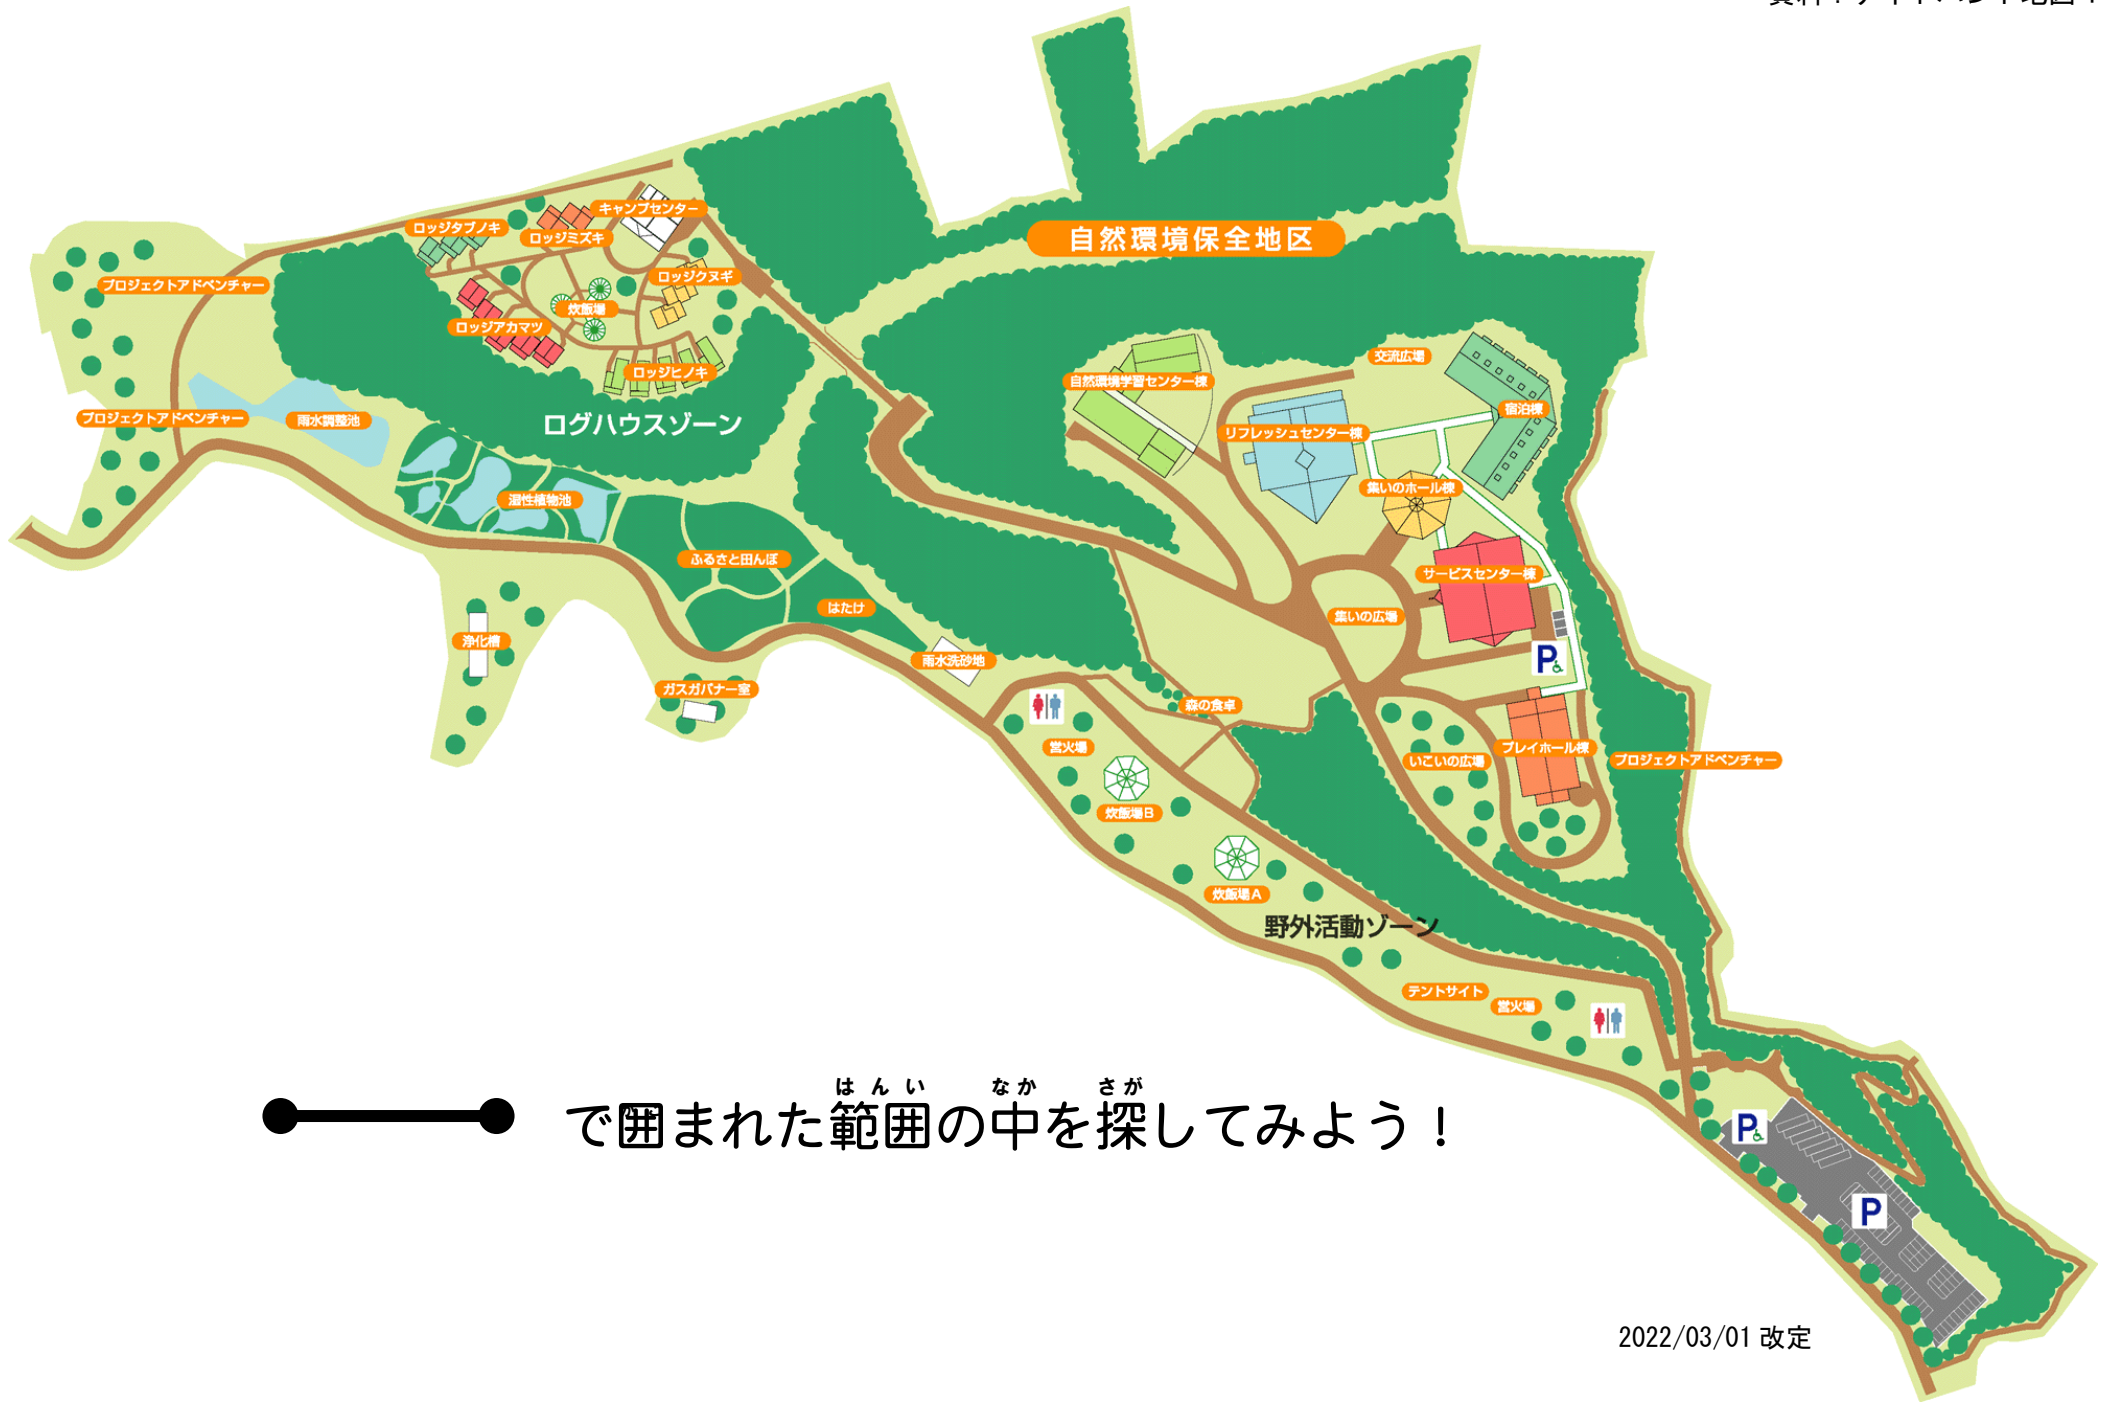 自然環境保全地区
キャンプセンター
ロッジタブノキ
ロッジミズキ
ロッジクヌギ
プロジェクトアドベンチャー
炊飯場
ロッジアカマツ
ロッジヒノキ
交流広場
自然環境学習センター棟
宿泊棟
プロジェクトアドベンチャー
雨水調整池
ログハウスゾーン
リフレッシュセンター棟
集いのホール棟
湿性植物池
ふるさと田んぼ
サービスセンター棟
はたけ
集いの広場
浄化槽
雨水洗砂地
P
ガスガバナー室
森の食卓
営火場
いこいの広場
プレイホール棟
プロジェクトアドベンチャー
炊飯場B
炊飯場A
野外活動ゾーン
テントサイト
営火場
はんい なか さが
で囲まれた範囲の中を探してみよう！
P
P
2022/03/01 改定